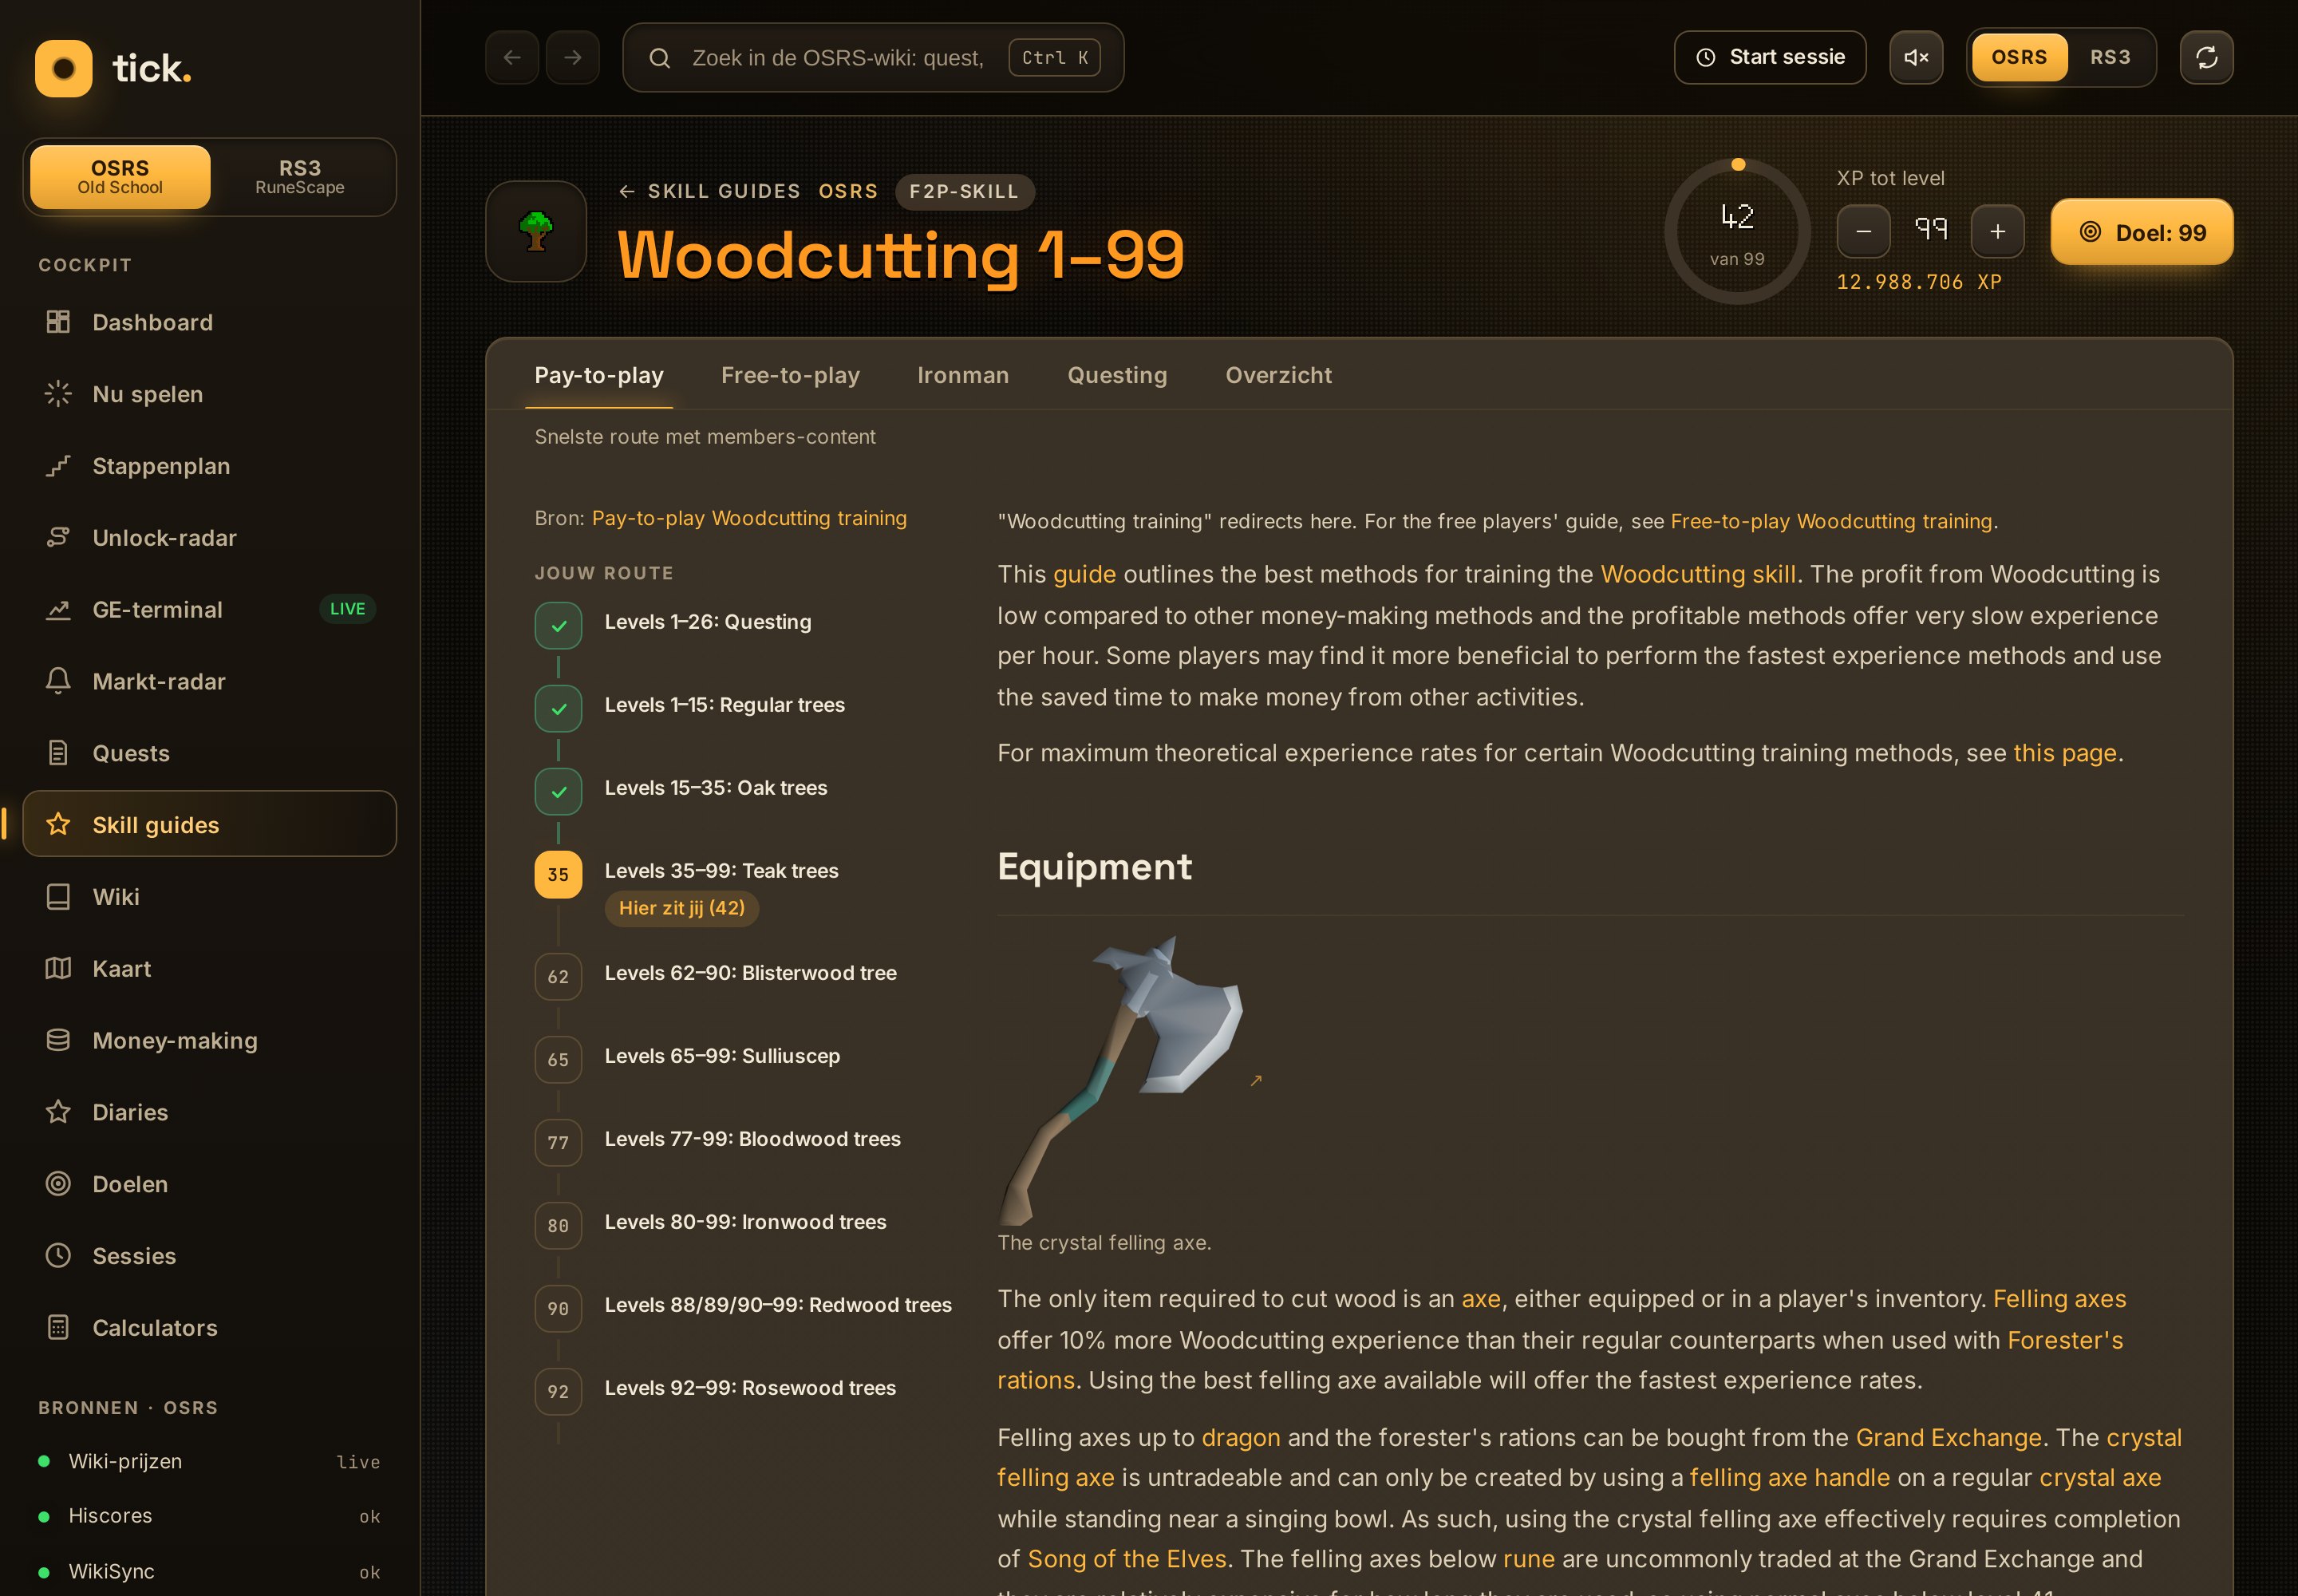 tick.
OSRS
Old School
RS3
RuneScape
COCKPIT
Dashboard
Nu spelen
Stappenplan
Unlock-radar
GE-terminal LIVE
Markt-radar
Quests
Skill guides
Wiki
Kaart
Money-making
Diaries
Doelen
Sessies
Calculators
BRONNEN · OSRS
Wiki-prijzen live
Hiscores ok
WikiSync ok
Zoek in de OSRS-wiki: quest, Ctrl K
Start sessie
OSRS RS3
← SKILL GUIDES OSRS F2P-SKILL
Woodcutting 1–99
42
van 99
XP tot level
− 99 +
12.988.706 XP
Doel: 99
Pay-to-play Free-to-play Ironman Questing Overzicht
Snelste route met members-content
Bron: Pay-to-play Woodcutting training
JOUW ROUTE
Levels 1–26: Questing
Levels 1–15: Regular trees
Levels 15–35: Oak trees
35 Levels 35–99: Teak trees
Hier zit jij (42)
62 Levels 62–90: Blisterwood tree
65 Levels 65–99: Sulliuscep
77 Levels 77-99: Bloodwood trees
80 Levels 80-99: Ironwood trees
90 Levels 88/89/90–99: Redwood trees
92 Levels 92–99: Rosewood trees
"Woodcutting training" redirects here. For the free players' guide, see Free-to-play Woodcutting training.
This guide outlines the best methods for training the Woodcutting skill. The profit from Woodcutting is
low compared to other money-making methods and the profitable methods offer very slow experience
per hour. Some players may find it more beneficial to perform the fastest experience methods and use
the saved time to make money from other activities.
For maximum theoretical experience rates for certain Woodcutting training methods, see this page.
Equipment
↗
The crystal felling axe.
The only item required to cut wood is an axe, either equipped or in a player's inventory. Felling axes
offer 10% more Woodcutting experience than their regular counterparts when used with Forester's
rations. Using the best felling axe available will offer the fastest experience rates.
Felling axes up to dragon and the forester's rations can be bought from the Grand Exchange. The crystal
felling axe is untradeable and can only be created by using a felling axe handle on a regular crystal axe
while standing near a singing bowl. As such, using the crystal felling axe effectively requires completion
of Song of the Elves. The felling axes below rune are uncommonly traded at the Grand Exchange and